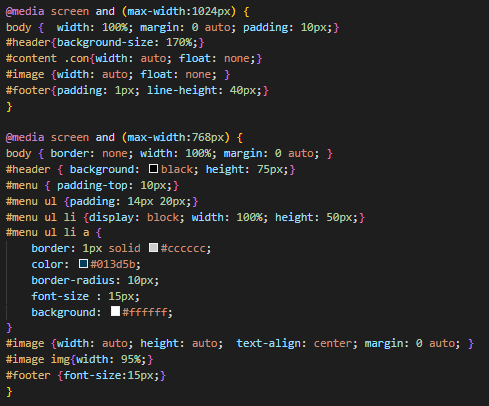 @media screen and (max-width:1024px) {
body {  width: 100%; margin: 0 auto; padding: 10px;}
#header{background-size: 170%;}
#content .con{width: auto; float: none;}
#image {width: auto; float: none; }
#footer{padding: 1px; line-height: 40px;}
}
@media screen and (max-width:768px) {
body { border: none; width: 100%; margin: 0 auto; }
#header { background: black; height: 75px;}
#menu { padding-top: 10px;}
#menu ul {padding: 14px 20px;}
#menu ul li {display: block; width: 100%; height: 50px;}
#menu ul li a {
    border: 1px solid #cccccc;
    color: #013d5b;
    border-radius: 10px;
    font-size : 15px;
    background: #ffffff;
}
#image {width: auto; height: auto;  text-align: center; margin: 0 auto; }
#image img{width: 95%;}
#footer {font-size:15px;}
}